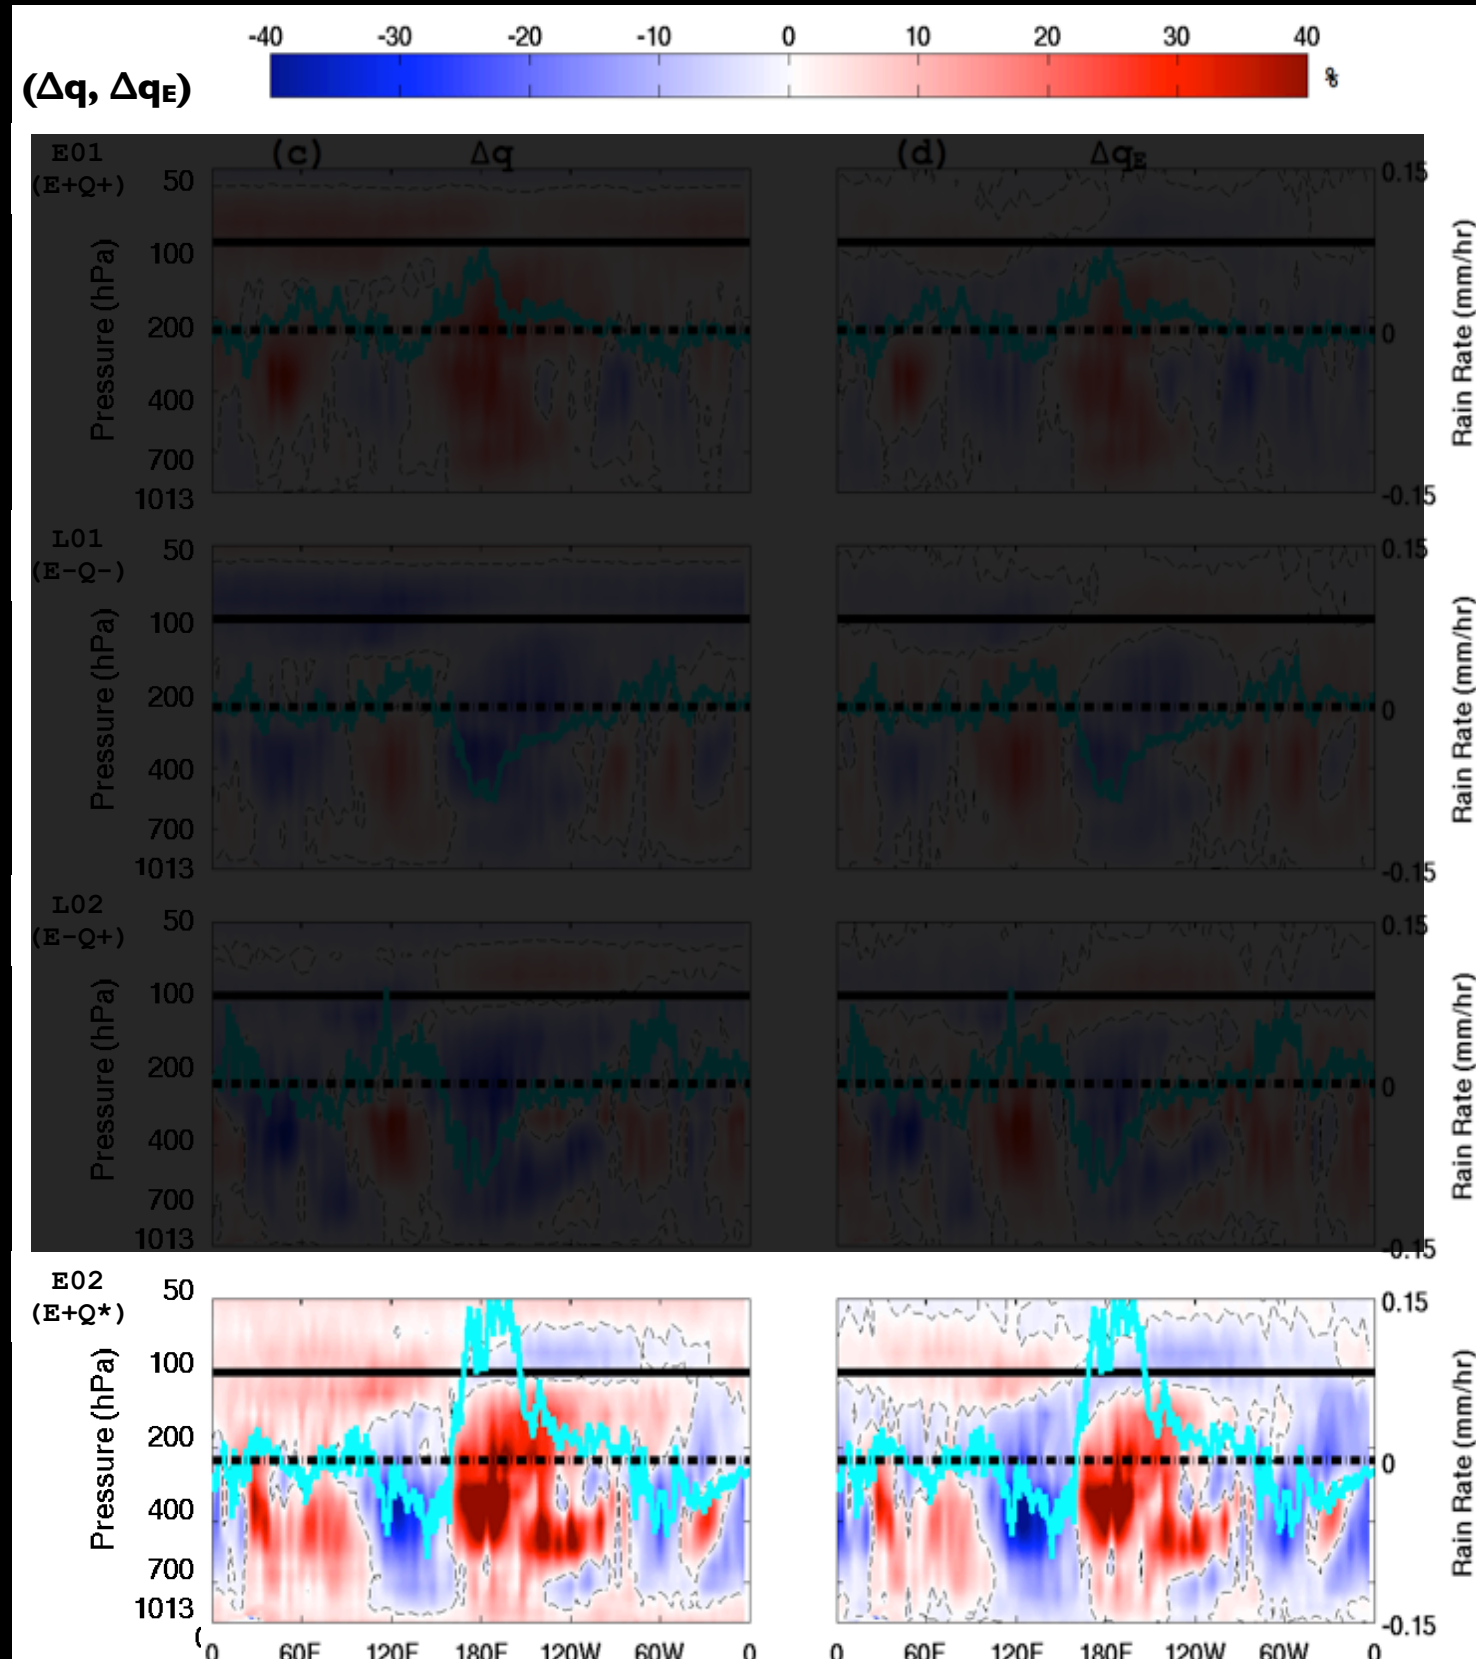 -40 -30 -20 -10 0 10 20 30 40
%
(Δq, Δqᴇ)
E01 (c) Δq (d) Δqᴇ
(E+Q+) 50 0.15
Pressure (hPa) 100 200 400 700 1013
0 -0.15 Rain Rate (mm/hr)
L01
(E-Q-) 50 0.15
Pressure (hPa) 100 200 400 700 1013
0 -0.15 Rain Rate (mm/hr)
L02
(E-Q+) 50 0.15
Pressure (hPa) 100 200 400 700 1013
0 -0.15 Rain Rate (mm/hr)
E02
(E+Q*) 50 0.15
Pressure (hPa) 100 200 400 700 1013
0 -0.15 Rain Rate (mm/hr)
(
0 60E 120E 180E 120W 60W 0 0 60E 120E 180E 120W 60W 0